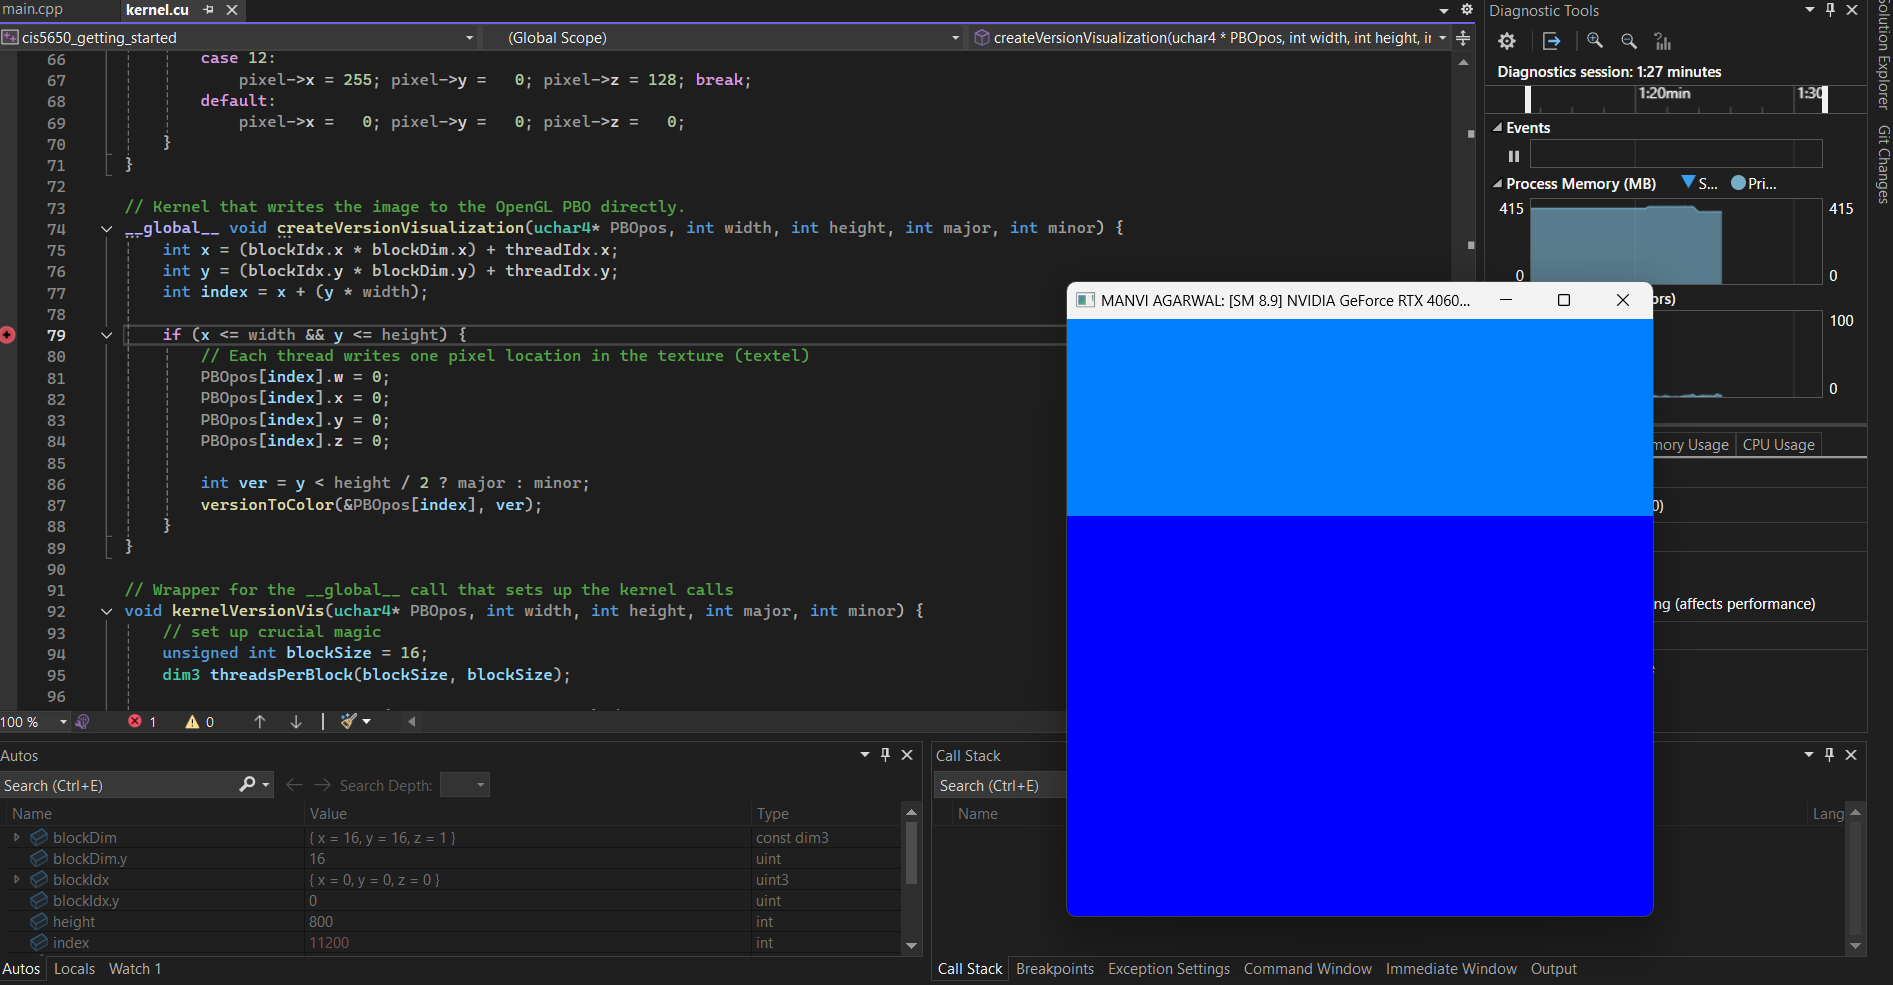 main.cpp
kernel.cu
cis5650_getting_started
(Global Scope)
createVersionVisualization(uchar4 * PBOpos, int width, int height, ir
66 case 12:
67 pixel->x = 255; pixel->y =   0; pixel->z = 128; break;
68 default:
69 pixel->x =   0; pixel->y =   0; pixel->z =   0;
70 }
71 }
72
73 // Kernel that writes the image to the OpenGL PBO directly.
74 __global__ void createVersionVisualization(uchar4* PBOpos, int width, int height, int major, int minor) {
75 int x = (blockIdx.x * blockDim.x) + threadIdx.x;
76 int y = (blockIdx.y * blockDim.y) + threadIdx.y;
77 int index = x + (y * width);
78
79 if (x <= width && y <= height) {
80 // Each thread writes one pixel location in the texture (textel)
81 PBOpos[index].w = 0;
82 PBOpos[index].x = 0;
83 PBOpos[index].y = 0;
84 PBOpos[index].z = 0;
85
86 int ver = y < height / 2 ? major : minor;
87 versionToColor(&PBOpos[index], ver);
88 }
89 }
90
91 // Wrapper for the __global__ call that sets up the kernel calls
92 void kernelVersionVis(uchar4* PBOpos, int width, int height, int major, int minor) {
93 // set up crucial magic
94 unsigned int blockSize = 16;
95 dim3 threadsPerBlock(blockSize, blockSize);
96
100 %
1
0
Diagnostic Tools
Diagnostics session: 1:27 minutes
1:20min
1:30
Events
Process Memory (MB)
S...
Pri...
415
415
0
0
ors)
100
0
mory Usage
CPU Usage
0)
ng (affects performance)
Solution Explorer
Git Changes
MANVI AGARWAL: [SM 8.9] NVIDIA GeForce RTX 4060...
Autos
Search (Ctrl+E)
Search Depth:
Name Value Type
blockDim { x = 16, y = 16, z = 1 } const dim3
blockDim.y 16 uint
blockIdx { x = 0, y = 0, z = 0 } uint3
blockIdx.y 0 uint
height 800 int
index 11200 int
Autos Locals Watch 1
Call Stack
Search (Ctrl+E)
Name
Lang
Call Stack Breakpoints Exception Settings Command Window Immediate Window Output